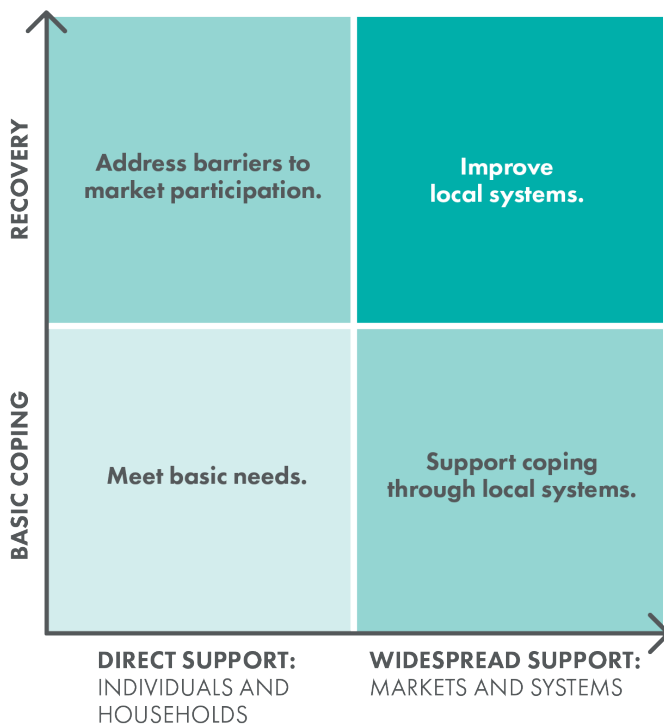 RECOVERY
Address barriers to
market participation.
Improve
local systems.
BASIC COPING
Meet basic needs.
Support coping
through local systems.
DIRECT SUPPORT:
INDIVIDUALS AND
HOUSEHOLDS
WIDESPREAD SUPPORT:
MARKETS AND SYSTEMS